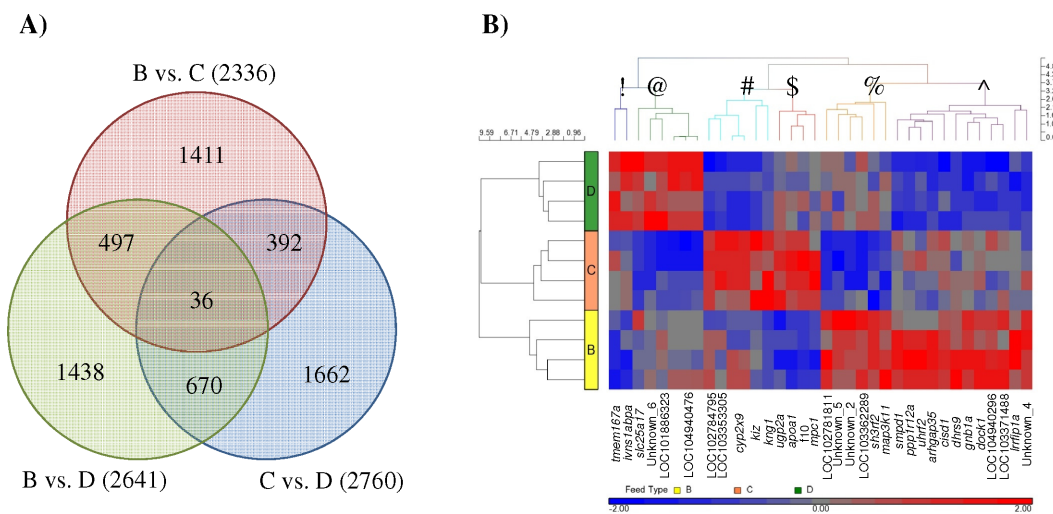 A)
B)
B vs. C (2336)
1411
497
392
36
1438
670
1662
B vs. D (2641)
C vs. D (2760)
! @ # $ % ^
9.59 6.71 4.79 2.88 0.96
D
C
B
tmem167a
ivns1abpa
slc25a17
Unknown_6
LOC101886323
LOC104940476
LOC102784795
LOC103353305
cyp2x9
kiz
kng1
ugp2a
apoa1
f10
mpc1
LOC102781811
Unknown_5
Unknown_2
LOC103362289
sh3rf2
map3k11
smpd1
ppp1r12a
uhrf2
arhgap35
cisd1
dhrs9
gnb1a
dock1
LOC104940296
LOC103371488
lrrfip1a
Unknown_4
Feed Type B C D
-2.00 0.00 2.00